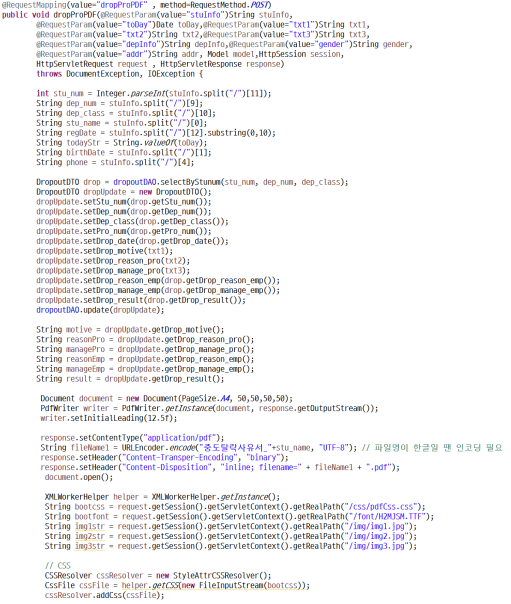 @RequestMapping(value="dropProPDF" , method=RequestMethod.POST)
public void dropProPDF(@RequestParam(value="stuInfo")String stuInfo,
@RequestParam(value="toDay")Date toDay,@RequestParam(value="txt1")String txt1,
@RequestParam(value="txt2")String txt2,@RequestParam(value="txt3")String txt3,
@RequestParam(value="depInfo")String depInfo,@RequestParam(value="gender")String gender,
@RequestParam(value="addr")String addr, Model model,HttpSession session,
HttpServletRequest request , HttpServletResponse response)
throws DocumentException, IOException {
int stu_num = Integer.parseInt(stuInfo.split("/")[11]);
String dep_num = stuInfo.split("/")[9];
String dep_class = stuInfo.split("/")[10];
String stu_name = stuInfo.split("/")[0];
String regDate = stuInfo.split("/")[12].substring(0,10);
String todayStr = String.valueOf(toDay);
String birthDate = stuInfo.split("/")[1];
String phone = stuInfo.split("/")[4];
DropoutDTO drop = dropoutDAO.selectByStunum(stu_num, dep_num, dep_class);
DropoutDTO dropUpdate = new DropoutDTO();
dropUpdate.setStu_num(drop.getStu_num());
dropUpdate.setDep_num(drop.getDep_num());
dropUpdate.setDep_class(drop.getDep_class());
dropUpdate.setPro_num(drop.getPro_num());
dropUpdate.setDrop_date(drop.getDrop_date());
dropUpdate.setDrop_motive(txt1);
dropUpdate.setDrop_reason_pro(txt2);
dropUpdate.setDrop_manage_pro(txt3);
dropUpdate.setDrop_reason_emp(drop.getDrop_reason_emp());
dropUpdate.setDrop_manage_emp(drop.getDrop_manage_emp());
dropUpdate.setDrop_result(drop.getDrop_result());
dropoutDAO.update(dropUpdate);
String motive = dropUpdate.getDrop_motive();
String reasonPro = dropUpdate.getDrop_reason_pro();
String managePro = dropUpdate.getDrop_manage_pro();
String reasonEmp = dropUpdate.getDrop_reason_emp();
String manageEmp = dropUpdate.getDrop_manage_emp();
String result = dropUpdate.getDrop_result();
Document document = new Document(PageSize.A4, 50,50,50,50);
PdfWriter writer = PdfWriter.getInstance(document, response.getOutputStream());
writer.setInitialLeading(12.5f);
response.setContentType("application/pdf");
String fileName1 = URLEncoder.encode("중도탈락사유서_"+stu_name, "UTF-8"); // 파일명이 한글일 땐 인코딩 필요
response.setHeader("Content-Transper-Encoding", "binary");
response.setHeader("Content-Disposition", "inline; filename=" + fileName1 + ".pdf");
document.open();
XMLWorkerHelper helper = XMLWorkerHelper.getInstance();
String bootcss = request.getSession().getServletContext().getRealPath("/css/pdfCss.css");
String bootfont = request.getSession().getServletContext().getRealPath("/font/H2MJSM.TTF");
String img1str = request.getSession().getServletContext().getRealPath("/img/img1.jpg");
String img2str = request.getSession().getServletContext().getRealPath("/img/img2.jpg");
String img3str = request.getSession().getServletContext().getRealPath("/img/img3.jpg");
// CSS
CSSResolver cssResolver = new StyleAttrCSSResolver();
CssFile cssFile = helper.getCSS(new FileInputStream(bootcss));
cssResolver.addCss(cssFile);